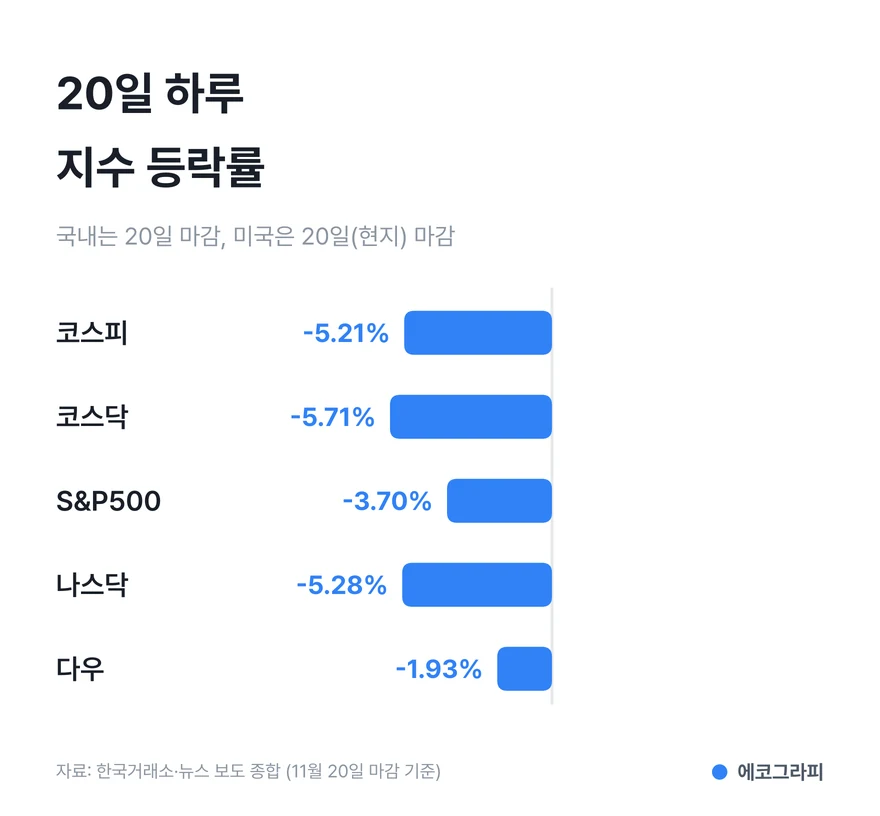 20일 하루
지수 등락률
국내는 20일 마감, 미국은 20일(현지) 마감
코스피 -5.21%
코스닥 -5.71%
S&P500 -3.70%
나스닥 -5.28%
다우 -1.93%
자료: 한국거래소·뉴스 보도 종합 (11월 20일 마감 기준)
에코그라피